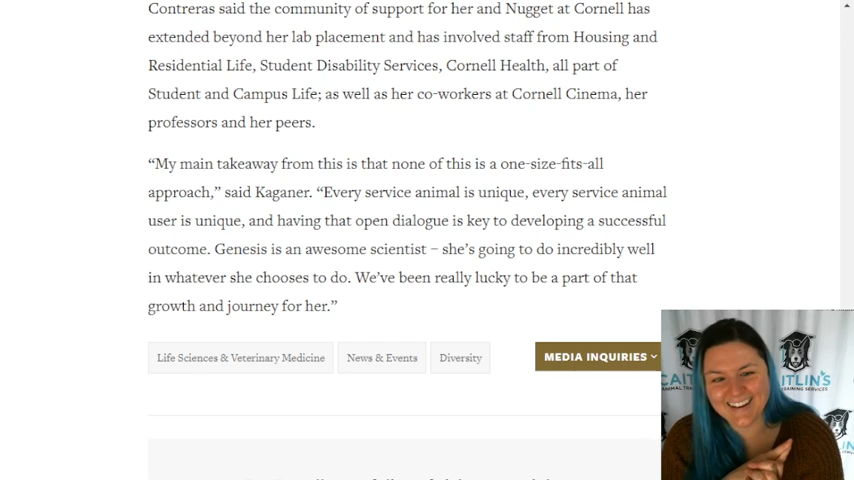 Contreras said the community of support for her and Nugget at Cornell has
extended beyond her lab placement and has involved staff from Housing and
Residential Life, Student Disability Services, Cornell Health, all part of
Student and Campus Life; as well as her co-workers at Cornell Cinema, her
professors and her peers.
“My main takeaway from this is that none of this is a one-size-fits-all
approach,” said Kaganer. “Every service animal is unique, every service animal
user is unique, and having that open dialogue is key to developing a successful
outcome. Genesis is an awesome scientist – she’s going to do incredibly well
in whatever she chooses to do. We’ve been really lucky to be a part of that
growth and journey for her.”
Life Sciences & Veterinary Medicine
News & Events
Diversity
MEDIA INQUIRIES